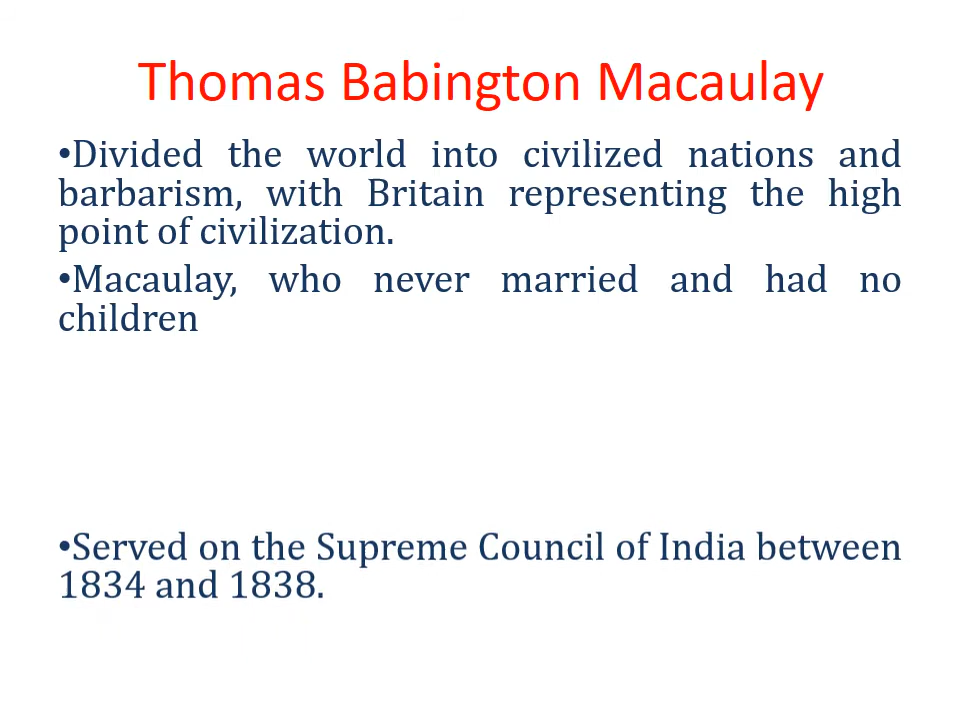 Thomas Babington Macaulay
•Divided the world into civilized nations and
barbarism, with Britain representing the high
point of civilization.
•Macaulay, who never married and had no
children
•Served on the Supreme Council of India between
1834 and 1838.